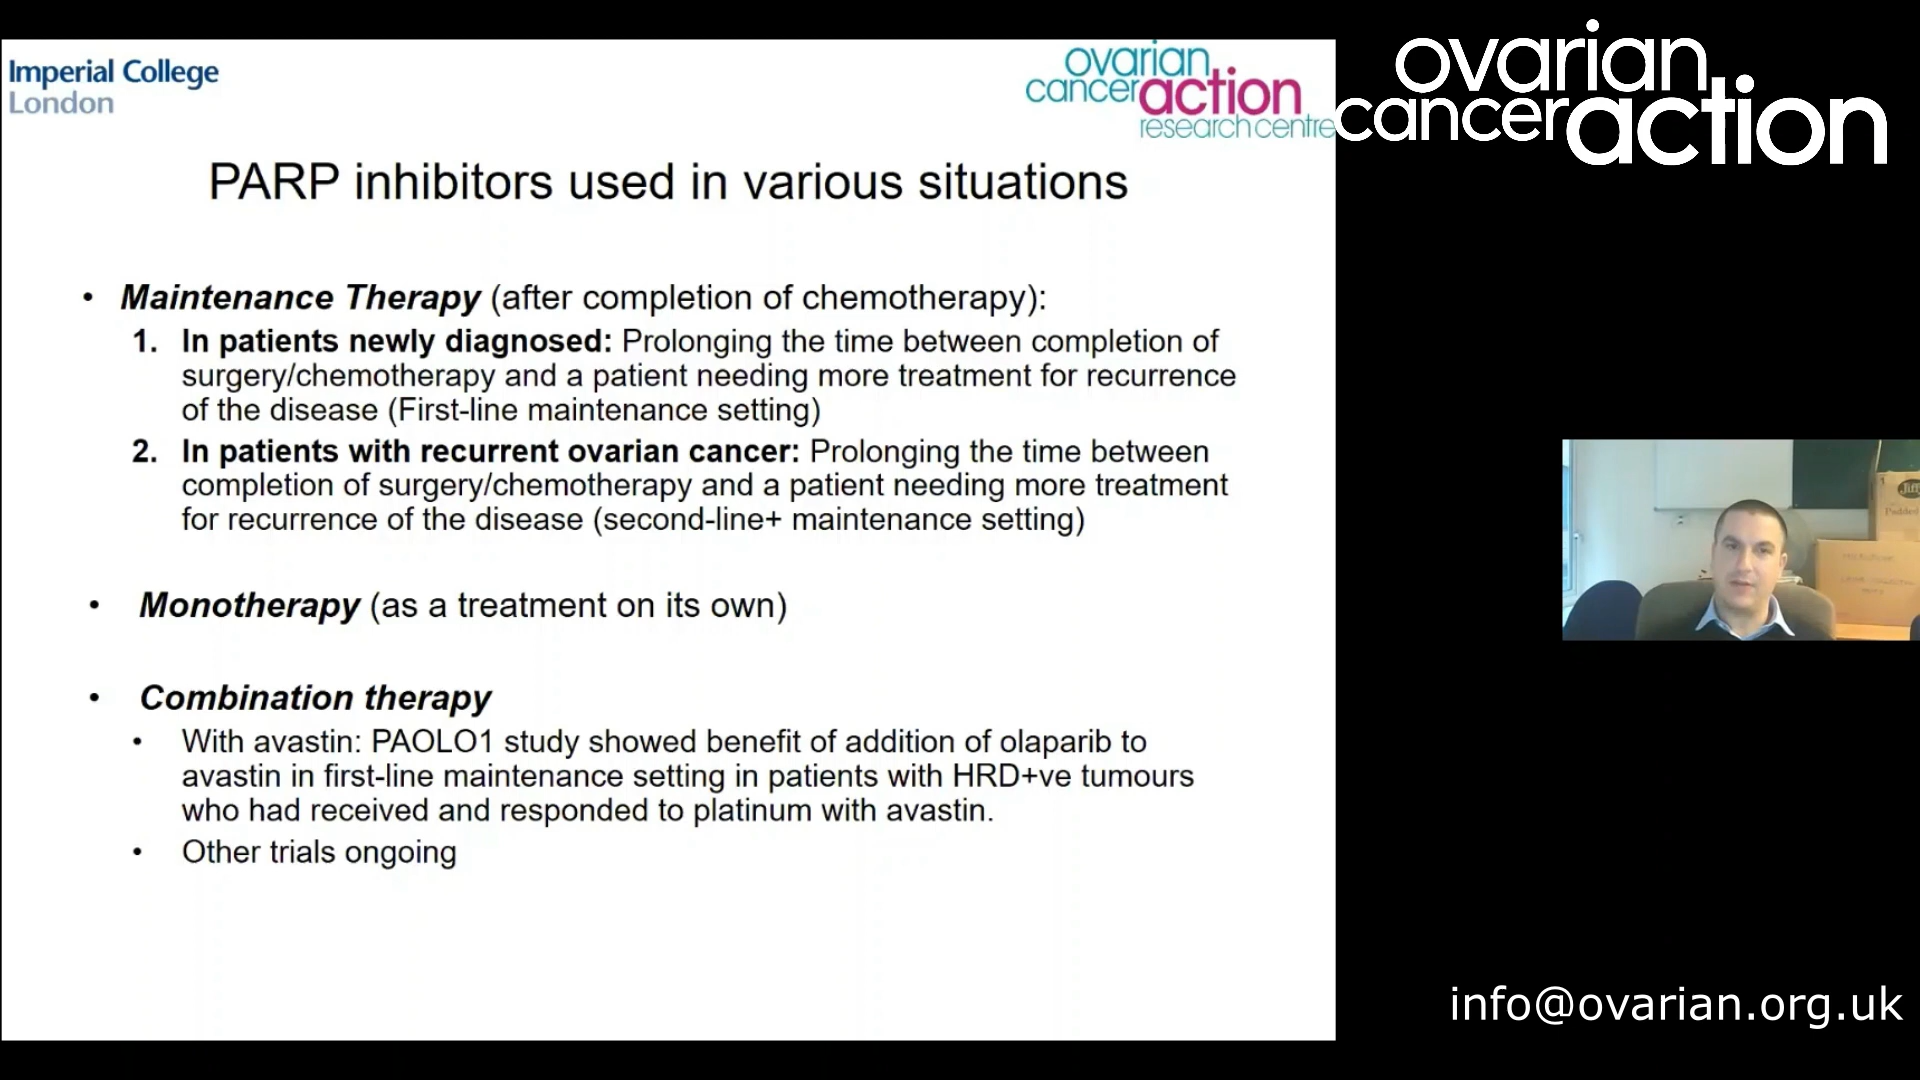 Imperial College
London
ovarian
canceraction
research centre
ovarian
canceraction
PARP inhibitors used in various situations
• Maintenance Therapy (after completion of chemotherapy):
1. In patients newly diagnosed: Prolonging the time between completion of
surgery/chemotherapy and a patient needing more treatment for recurrence
of the disease (First-line maintenance setting)
2. In patients with recurrent ovarian cancer: Prolonging the time between
completion of surgery/chemotherapy and a patient needing more treatment
for recurrence of the disease (second-line+ maintenance setting)
• Monotherapy (as a treatment on its own)
• Combination therapy
• With avastin: PAOLO1 study showed benefit of addition of olaparib to
avastin in first-line maintenance setting in patients with HRD+ve tumours
who had received and responded to platinum with avastin.
• Other trials ongoing
info@ovarian.org.uk